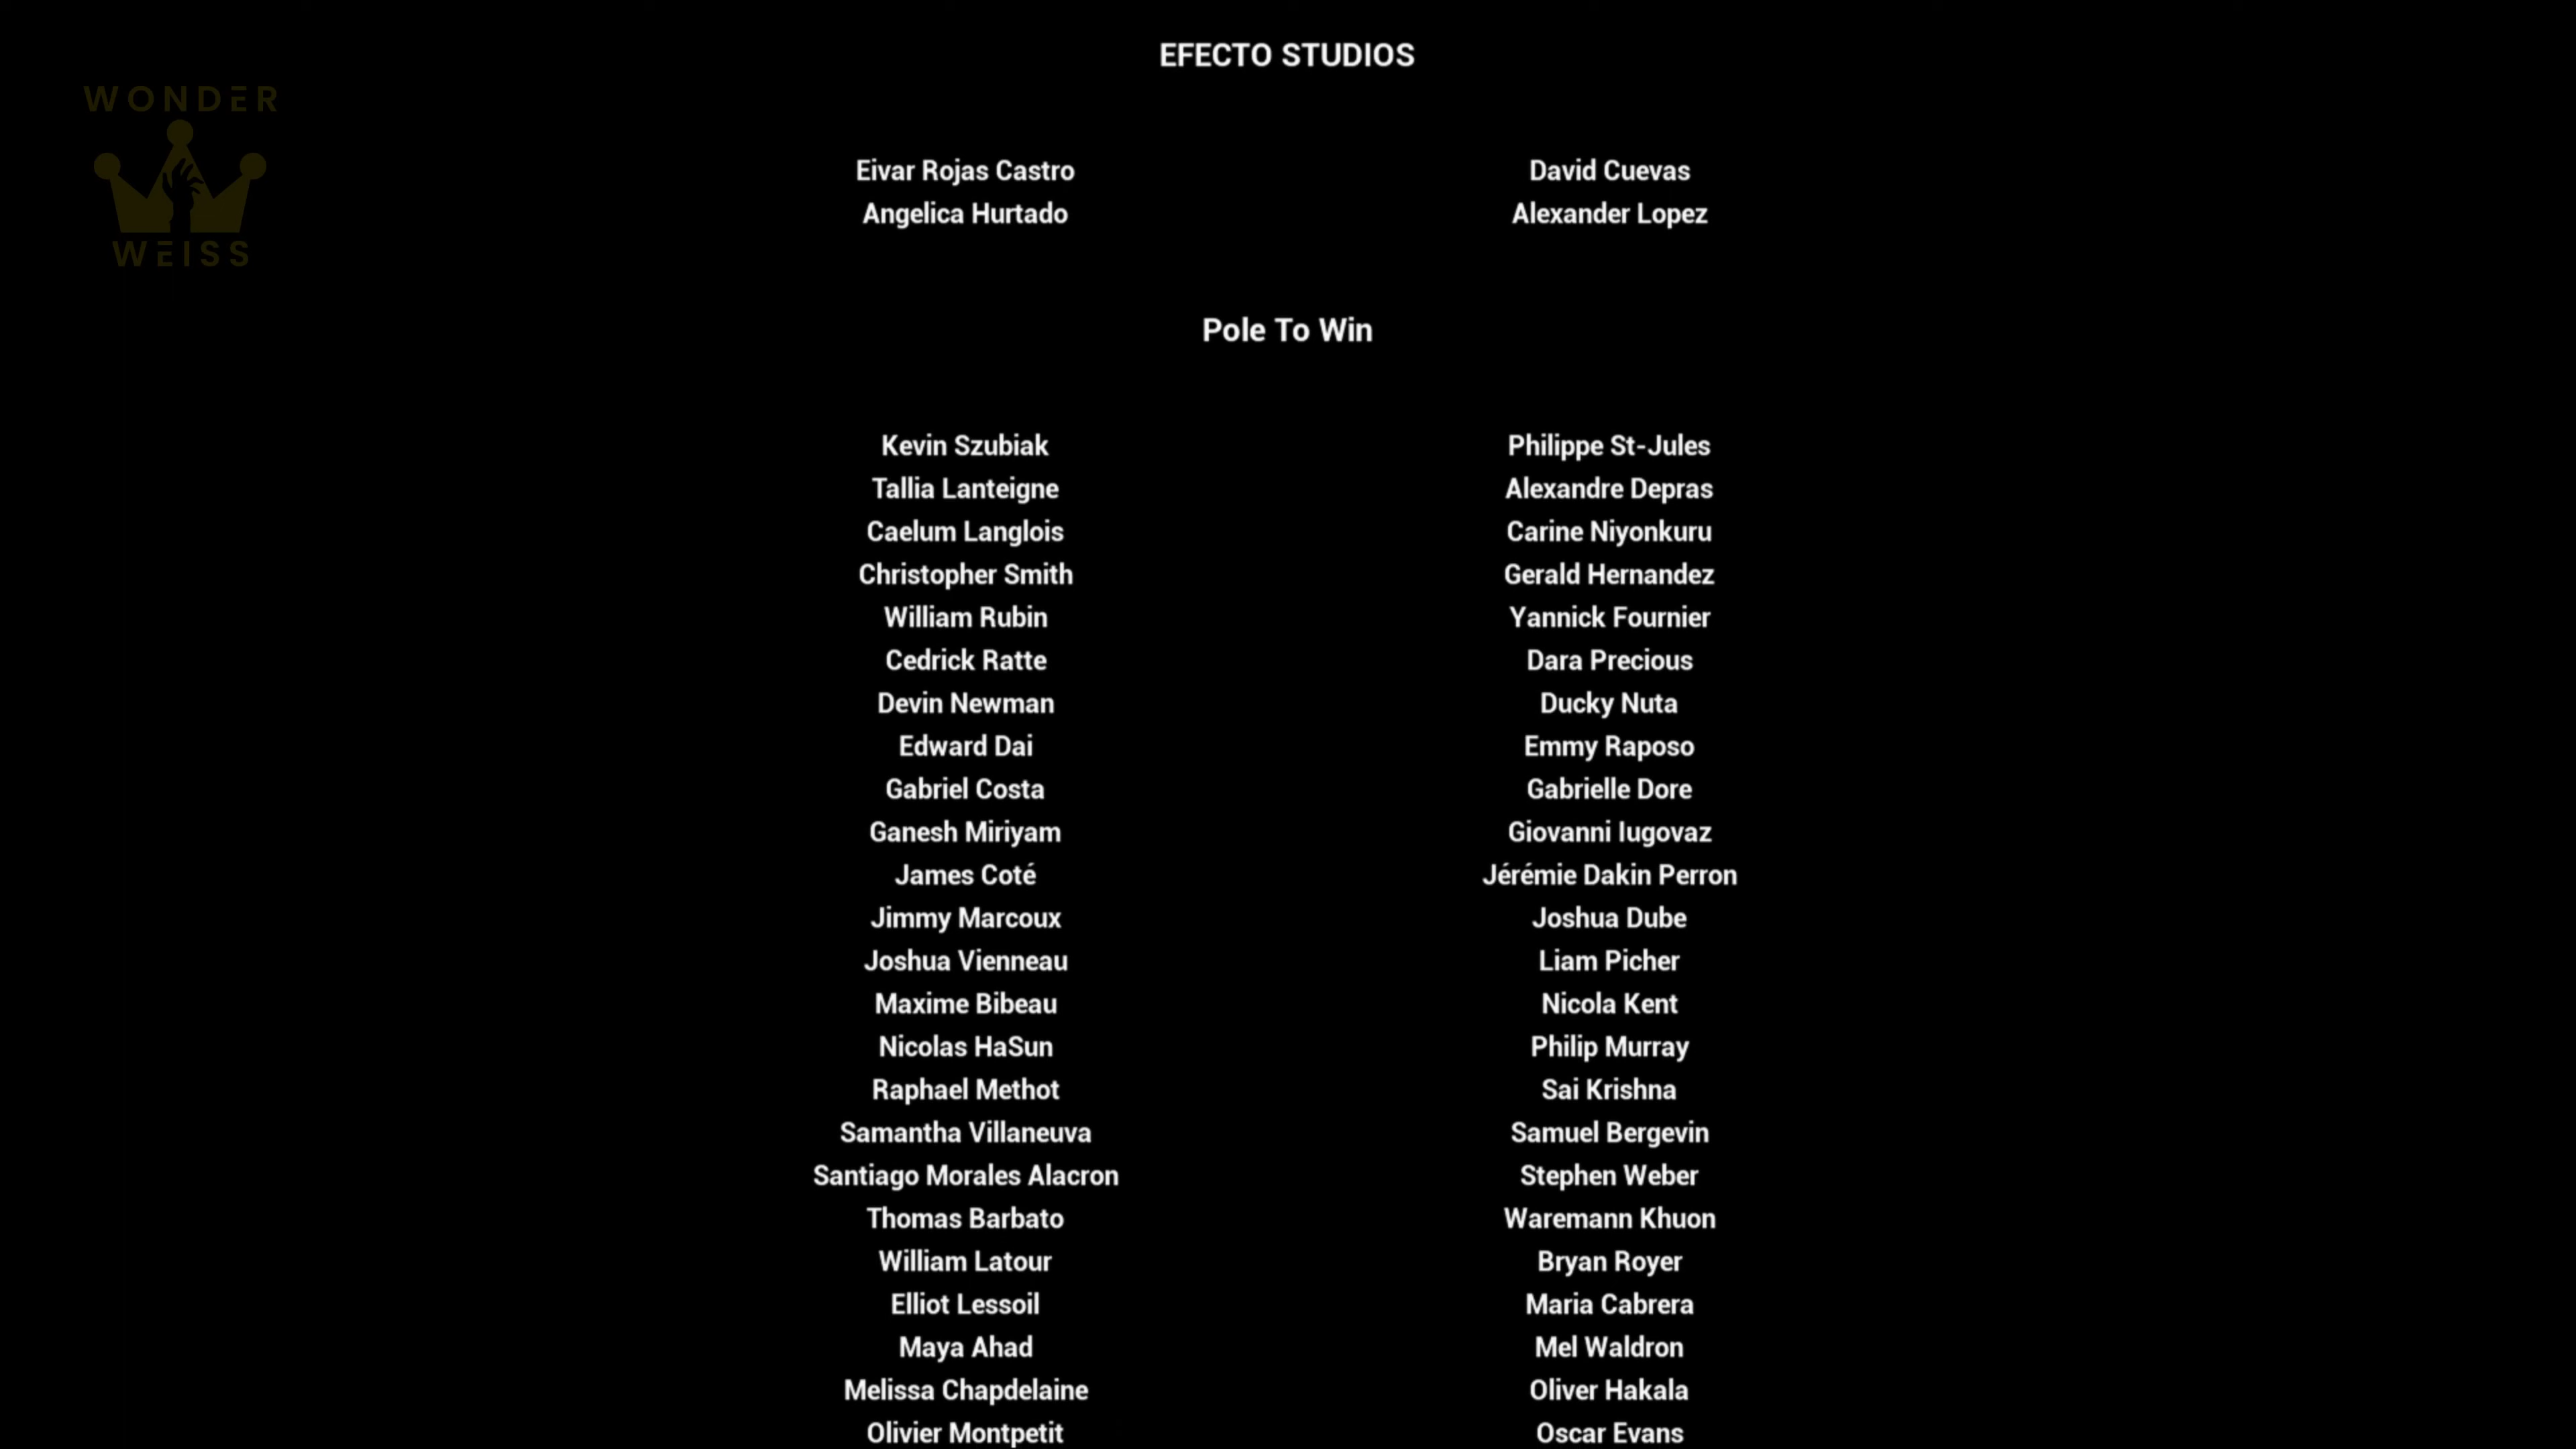 EFECTO STUDIOS
WONDER
WEISS
Eivar Rojas Castro David Cuevas
Angelica Hurtado Alexander Lopez
Pole To Win
Kevin Szubiak Philippe St-Jules
Tallia Lanteigne Alexandre Depras
Caelum Langlois Carine Niyonkuru
Christopher Smith Gerald Hernandez
William Rubin Yannick Fournier
Cedrick Ratte Dara Precious
Devin Newman Ducky Nuta
Edward Dai Emmy Raposo
Gabriel Costa Gabrielle Dore
Ganesh Miriyam Giovanni Iugovaz
James Coté Jérémie Dakin Perron
Jimmy Marcoux Joshua Dube
Joshua Vienneau Liam Picher
Maxime Bibeau Nicola Kent
Nicolas HaSun Philip Murray
Raphael Methot Sai Krishna
Samantha Villaneuva Samuel Bergevin
Santiago Morales Alacron Stephen Weber
Thomas Barbato Waremann Khuon
William Latour Bryan Royer
Elliot Lessoil Maria Cabrera
Maya Ahad Mel Waldron
Melissa Chapdelaine Oliver Hakala
Olivier Montpetit Oscar Evans